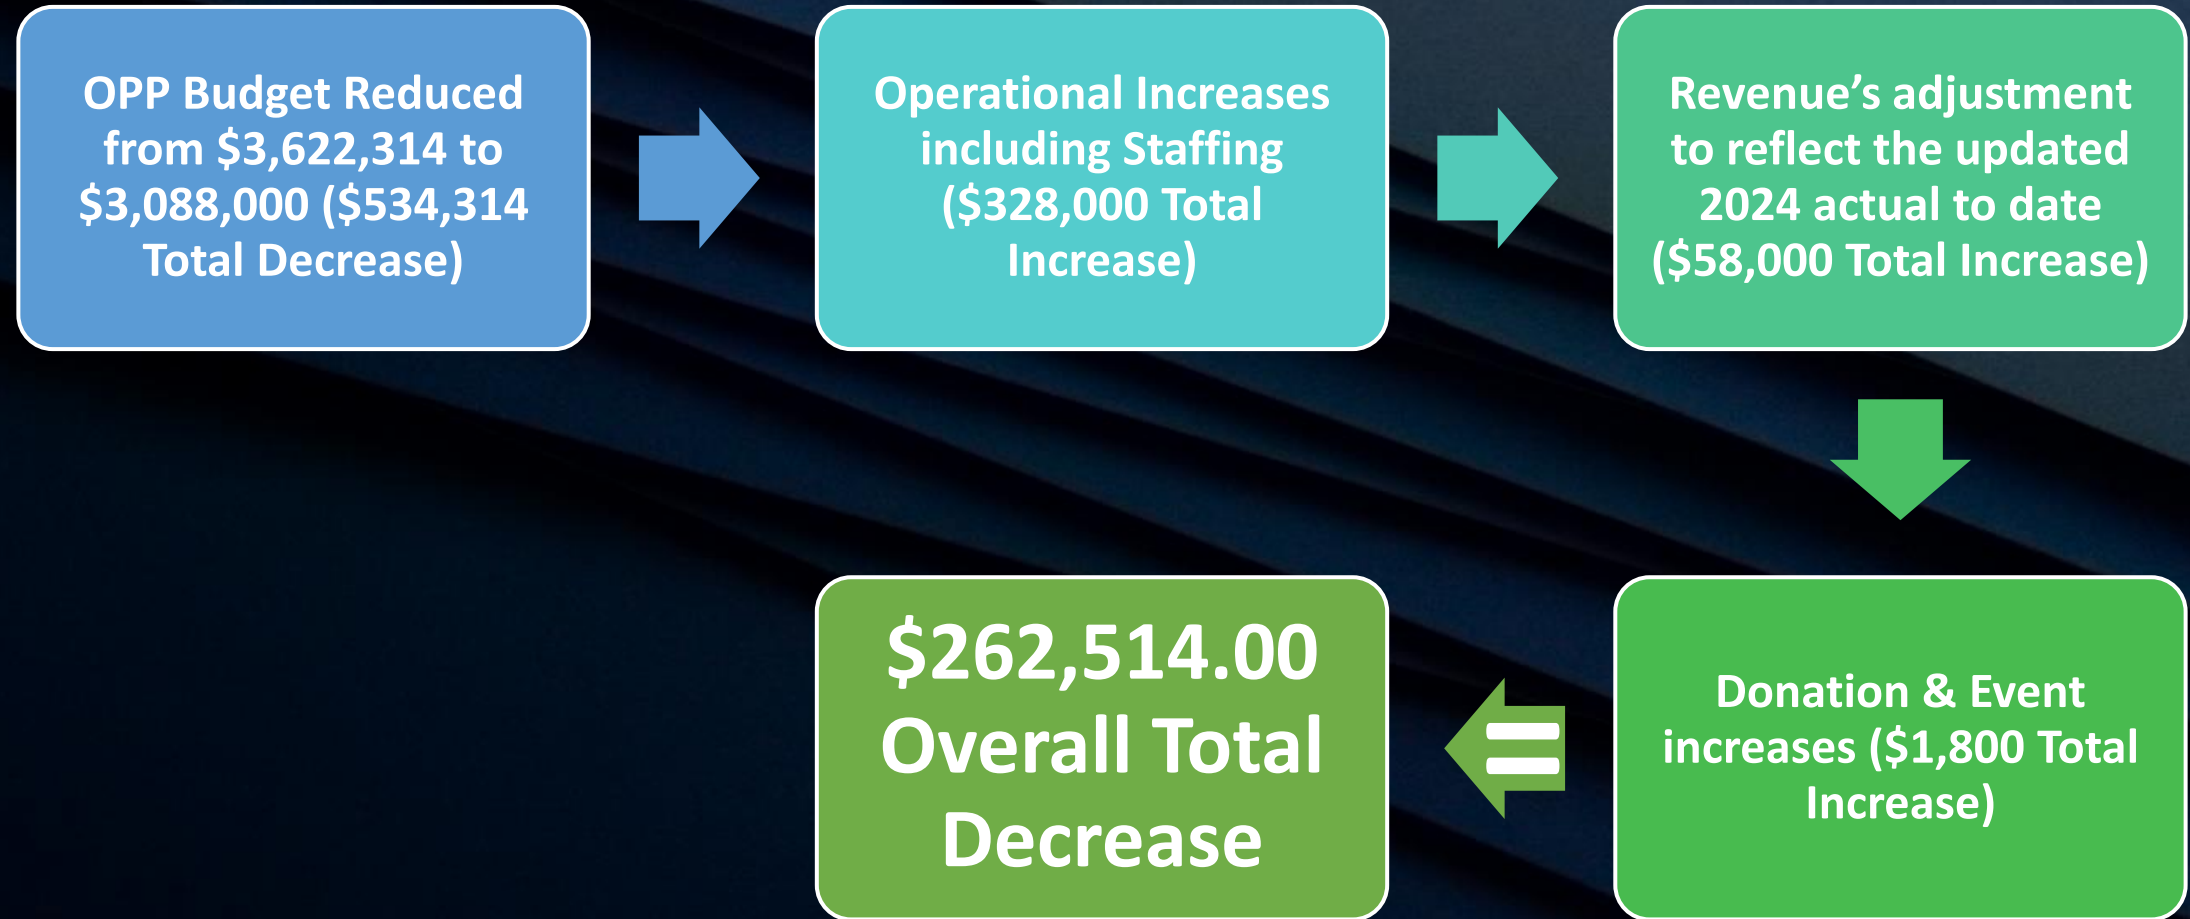 OPP Budget Reduced
from $3,622,314 to
$3,088,000 ($534,314
Total Decrease)
Operational Increases
including Staffing
($328,000 Total
Increase)
Revenue’s adjustment
to reflect the updated
2024 actual to date
($58,000 Total Increase)
Donation & Event
increases ($1,800 Total
Increase)
=
$262,514.00
Overall Total
Decrease